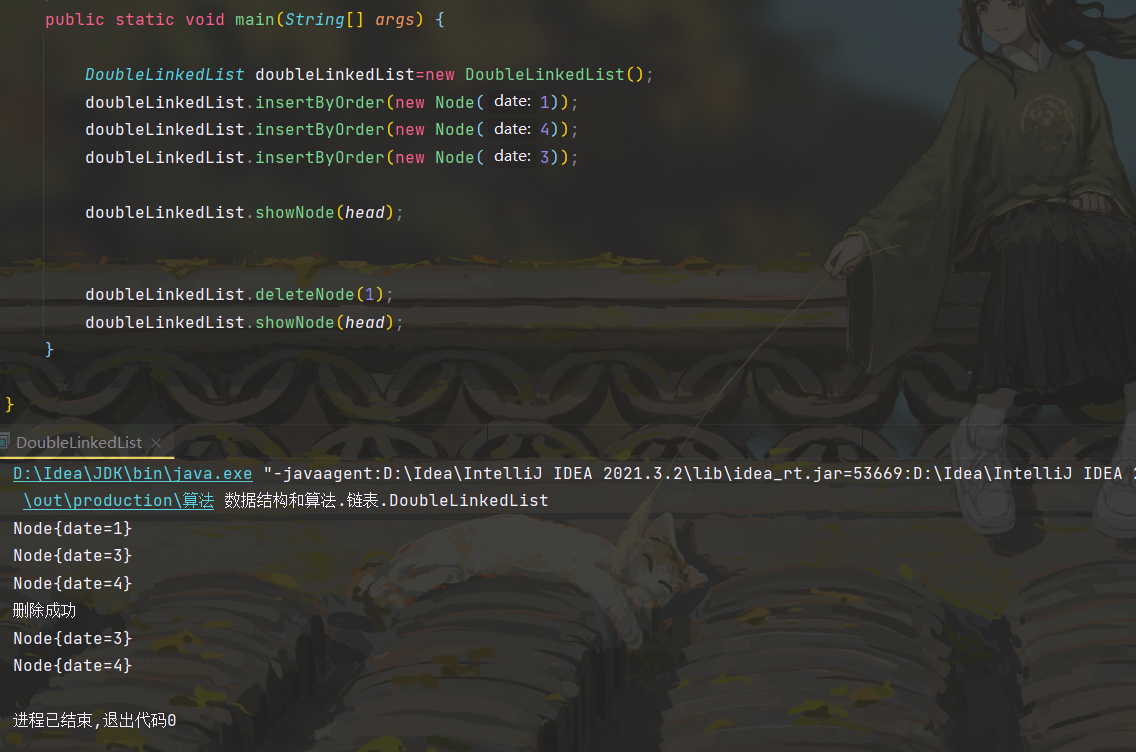 public static void main(String[] args) {
DoubleLinkedList doubleLinkedList=new DoubleLinkedList();
doubleLinkedList.insertByOrder(new Node( date: 1));
doubleLinkedList.insertByOrder(new Node( date: 4));
doubleLinkedList.insertByOrder(new Node( date: 3));
doubleLinkedList.showNode(head);
doubleLinkedList.deleteNode(1);
doubleLinkedList.showNode(head);
}
}
DoubleLinkedList ×
D:\Idea\JDK\bin\java.exe "-javaagent:D:\Idea\IntelliJ IDEA 2021.3.2\lib\idea_rt.jar=53669:D:\Idea\IntelliJ IDEA
\out\production\算法 数据结构和算法.链表.DoubleLinkedList
Node{date=1}
Node{date=3}
Node{date=4}
删除成功
Node{date=3}
Node{date=4}
进程已结束,退出代码0